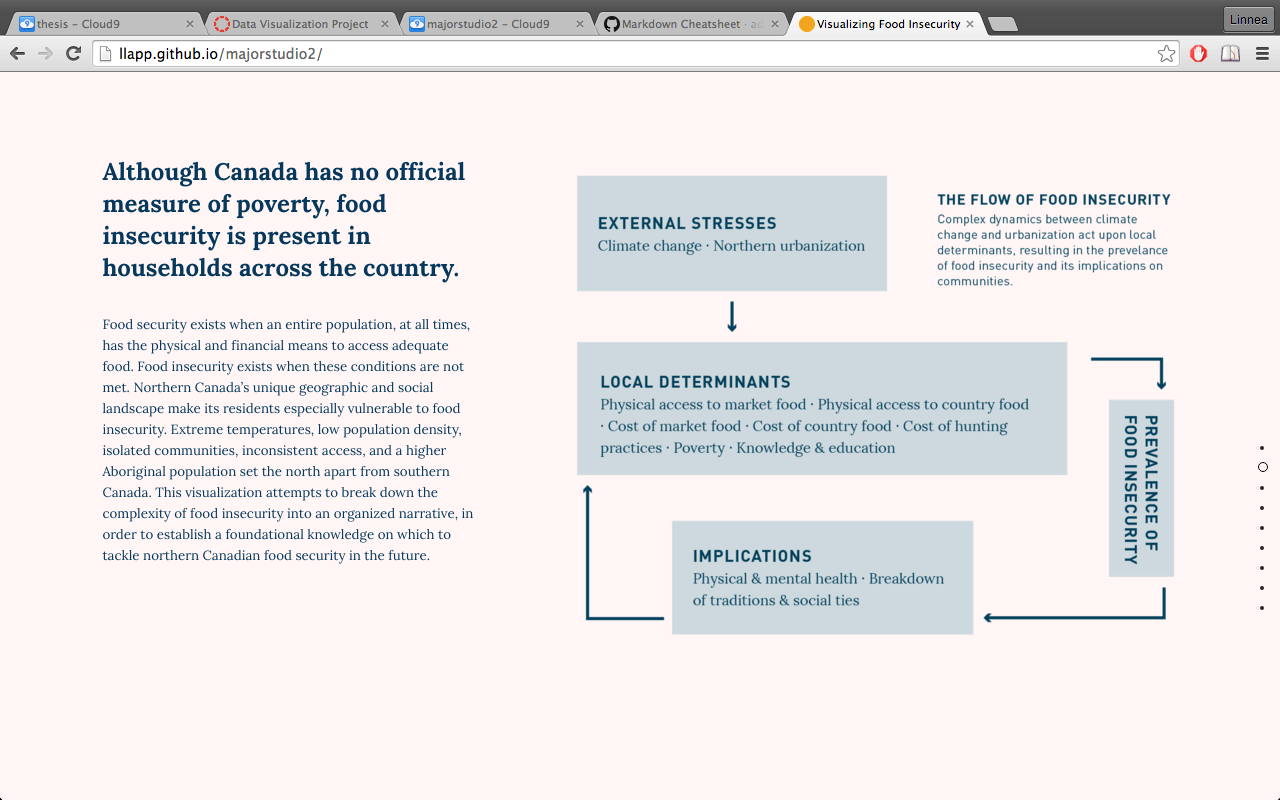 thesis – Cloud9
Data Visualization Project
majorstudio2 – Cloud9
Markdown Cheatsheet · ad
Visualizing Food Insecurity
Linnea
llapp.github.io/majorstudio2/
Although Canada has no official
measure of poverty, food
insecurity is present in
households across the country.
Food security exists when an entire population, at all times,
has the physical and financial means to access adequate
food. Food insecurity exists when these conditions are not
met. Northern Canada’s unique geographic and social
landscape make its residents especially vulnerable to food
insecurity. Extreme temperatures, low population density,
isolated communities, inconsistent access, and a higher
Aboriginal population set the north apart from southern
Canada. This visualization attempts to break down the
complexity of food insecurity into an organized narrative, in
order to establish a foundational knowledge on which to
tackle northern Canadian food security in the future.
EXTERNAL STRESSES
Climate change · Northern urbanization
THE FLOW OF FOOD INSECURITY
Complex dynamics between climate
change and urbanization act upon local
determinants, resulting in the prevelance
of food insecurity and its implications on
communities.
LOCAL DETERMINANTS
Physical access to market food · Physical access to country food
· Cost of market food · Cost of country food · Cost of hunting
practices · Poverty · Knowledge & education
PREVALENCE OF
FOOD INSECURITY
IMPLICATIONS
Physical & mental health · Breakdown
of traditions & social ties